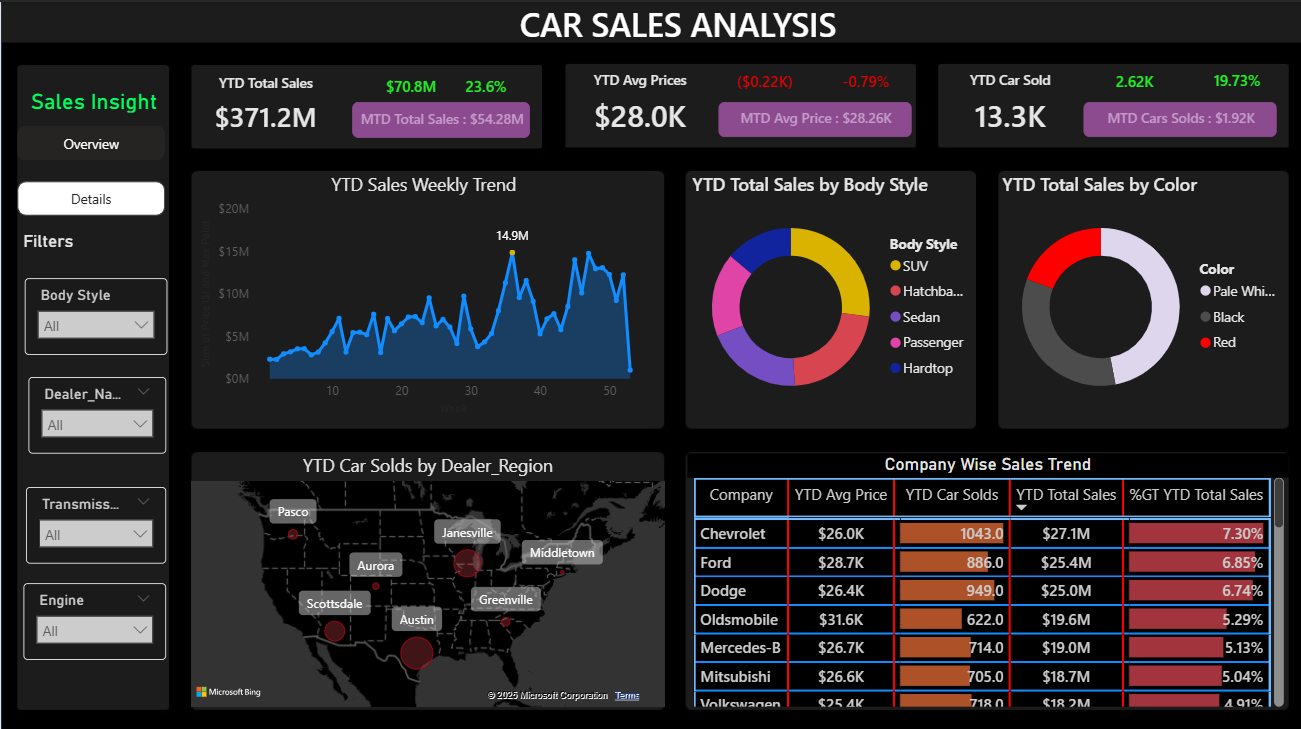 CAR SALES ANALYSIS
Sales Insight
Overview
Details
Filters
Body Style
All
Dealer_Na...
All
Transmiss...
All
Engine
All
YTD Total Sales
$70.8M 23.6%
$371.2M
MTD Total Sales : $54.28M
YTD Avg Prices
($0.22K) -0.79%
$28.0K
MTD Avg Price : $28.26K
YTD Car Sold
2.62K 19.73%
13.3K
MTD Cars Solds : $1.92K
YTD Sales Weekly Trend
$20M
$15M
$10M
$5M
$0M
14.9M
10 20 30 40 50
YTD Total Sales by Body Style
Body Style
SUV
Hatchba...
Sedan
Passenger
Hardtop
YTD Total Sales by Color
Color
Pale Whi...
Black
Red
YTD Car Solds by Dealer_Region
Pasco
Janesville
Middletown
Aurora
Scottsdale
Greenville
Austin
Microsoft Bing
© 2025 Microsoft Corporation Terms
Company Wise Sales Trend
Company YTD Avg Price YTD Car Solds YTD Total Sales %GT YTD Total Sales
Chevrolet $26.0K 1043.0 $27.1M 7.30%
Ford $28.7K 886.0 $25.4M 6.85%
Dodge $26.4K 949.0 $25.0M 6.74%
Oldsmobile $31.6K 622.0 $19.6M 5.29%
Mercedes-B $26.7K 714.0 $19.0M 5.13%
Mitsubishi $26.6K 705.0 $18.7M 5.04%
Volkswagen $25.4K 718.0 $18.2M 4.91%